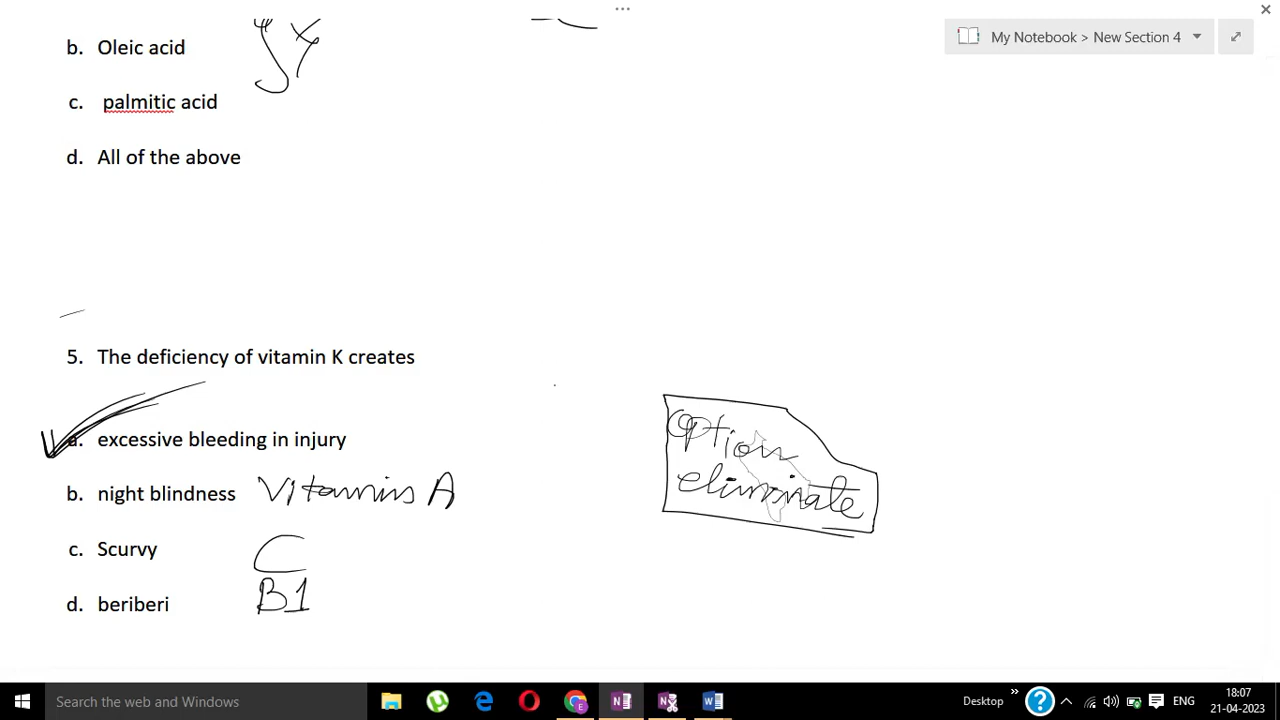 My Notebook > New Section 4
b. Oleic acid
c. palmitic acid
d. All of the above
5. The deficiency of vitamin K creates
a. excessive bleeding in injury
b. night blindness Vitamins A
c. Scurvy C
d. beriberi B1
option
eliminate
Search the web and Windows
Desktop
ENG
18:07
21-04-2023